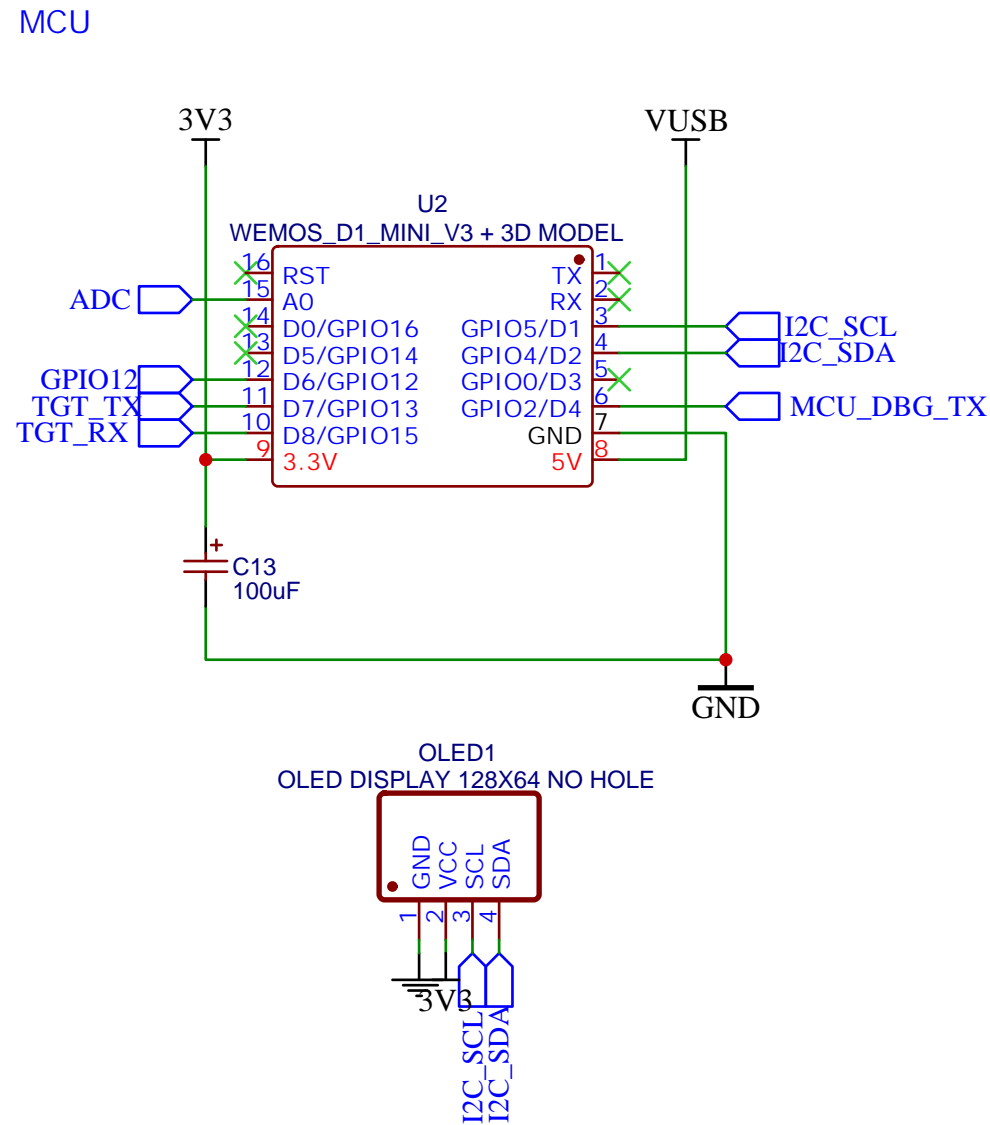 MCU
3V3
VUSB
U2
WEMOS_D1_MINI_V3 + 3D MODEL
16
RST
TX
1
ADC
15
A0
RX
2
14
D0/GPIO16
GPIO5/D1
3
I2C_SCL
13
D5/GPIO14
GPIO4/D2
4
I2C_SDA
GPIO12
12
D6/GPIO12
GPIO0/D3
5
TGT_TX
11
D7/GPIO13
GPIO2/D4
6
MCU_DBG_TX
TGT_RX
10
D8/GPIO15
GND
7
9
3.3V
5V
8
+
C13
100uF
GND
OLED1
OLED DISPLAY 128X64 NO HOLE
GND
VCC
SCL
SDA
1
2
3
4
3V3
I2C_SCL
I2C_SDA